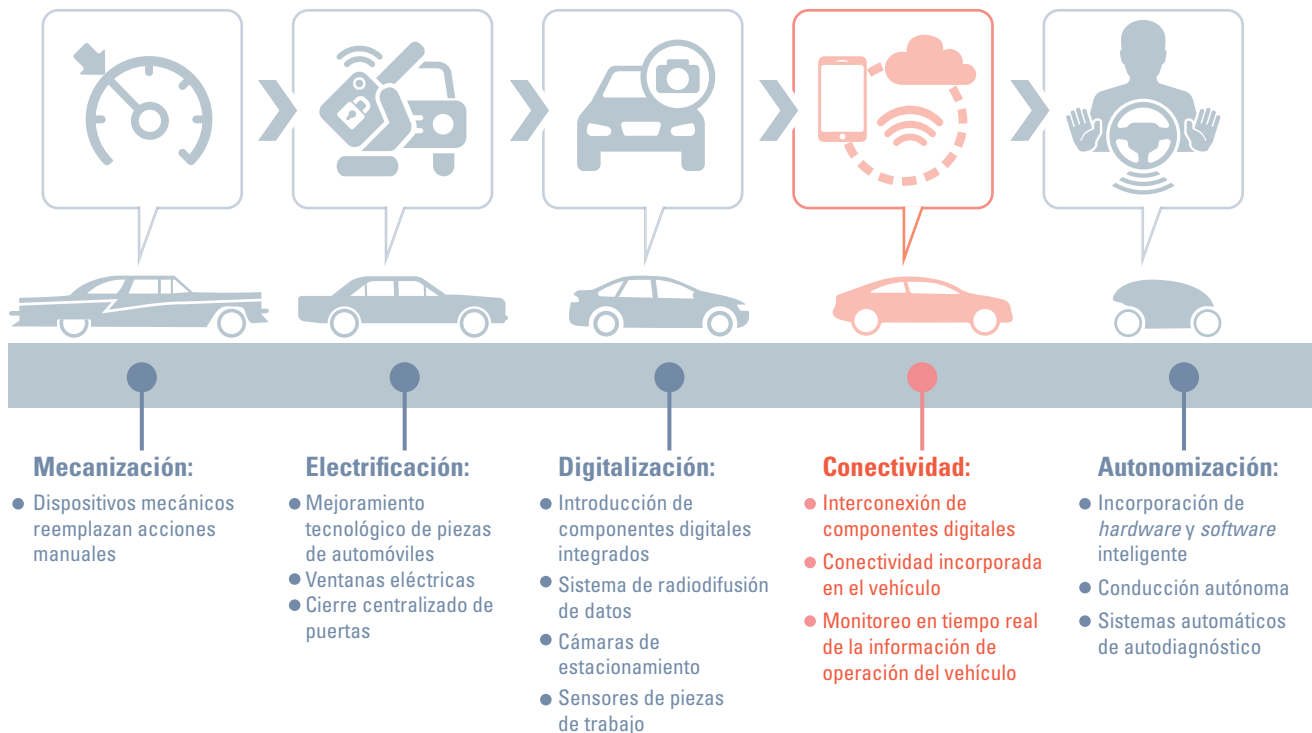 Mecanización:
Dispositivos mecánicos
reemplazan acciones
manuales
Electrificación:
Mejoramiento
tecnológico de piezas
de automóviles
Ventanas eléctricas
Cierre centralizado de
puertas
Digitalización:
Introducción de
componentes digitales
integrados
Sistema de radiodifusión
de datos
Cámaras de
estacionamiento
Sensores de piezas
de trabajo
Conectividad:
Interconexión de
componentes digitales
Conectividad incorporada
en el vehículo
Monitoreo en tiempo real
de la información de
operación del vehículo
Autonomización:
Incorporación de
hardware y software
inteligente
Conducción autónoma
Sistemas automáticos
de autodiagnóstico